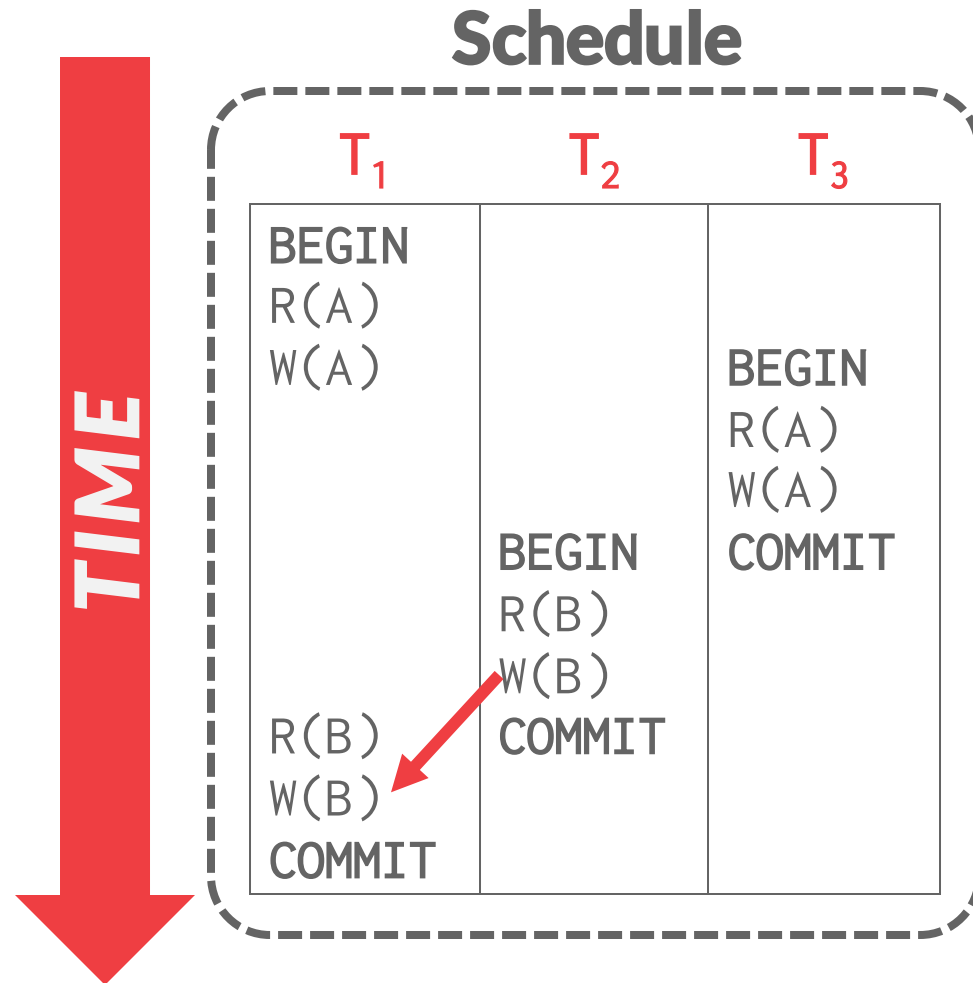 Schedule
TIME
T₁ T₂ T₃
BEGIN
R(A)
W(A) BEGIN
R(A)
W(A)
BEGIN COMMIT
R(B)
W(B)
R(B) COMMIT
W(B)
COMMIT